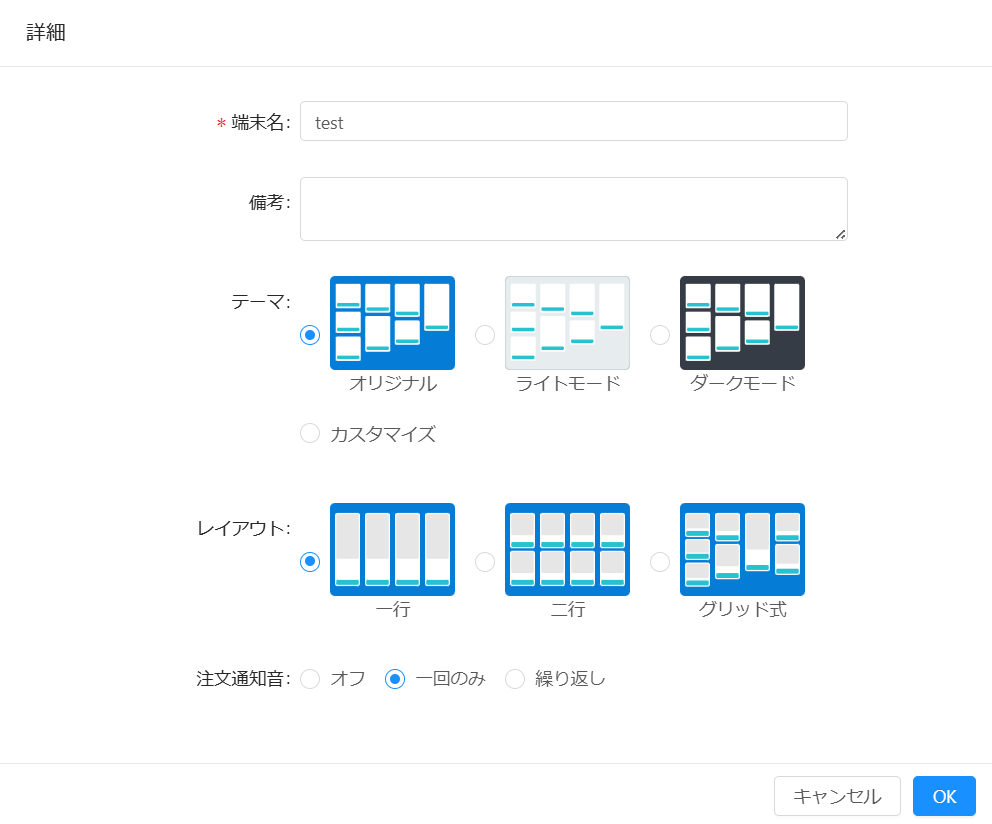 詳細
* 端末名:
test
備考:
テーマ:
オリジナル
ライトモード
ダークモード
カスタマイズ
レイアウト:
一行
二行
グリッド式
注文通知音:
オフ
一回のみ
繰り返し
キャンセル
OK